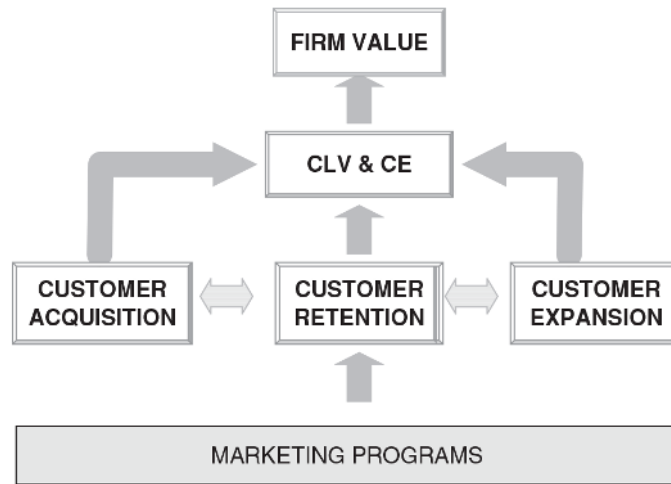 FIRM VALUE
CLV & CE
CUSTOMER
ACQUISITION
CUSTOMER
RETENTION
CUSTOMER
EXPANSION
MARKETING PROGRAMS